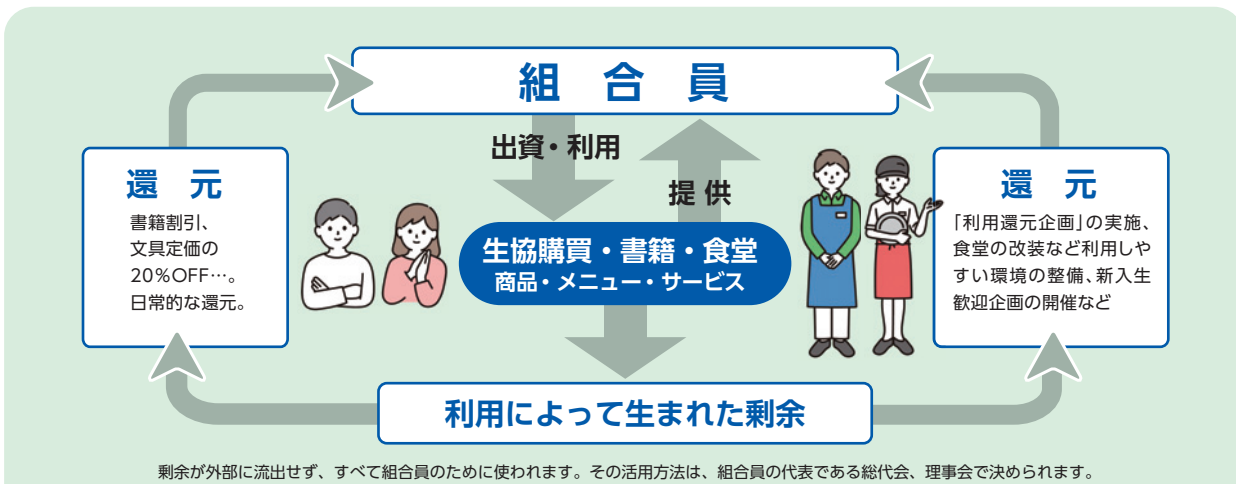 組合員
出資・利用
提供
還元
書籍割引、
文具定価の
20%OFF…。
日常的な還元。
生協購買・書籍・食堂
商品・メニュー・サービス
還元
「利用還元企画」の実施、
食堂の改装など利用しや
すい環境の整備、新入生
歓迎企画の開催など
利用によって生まれた剰余
剰余が外部に流出せず、すべて組合員のために使われます。その活用方法は、組合員の代表である総代会、理事会で決められます。